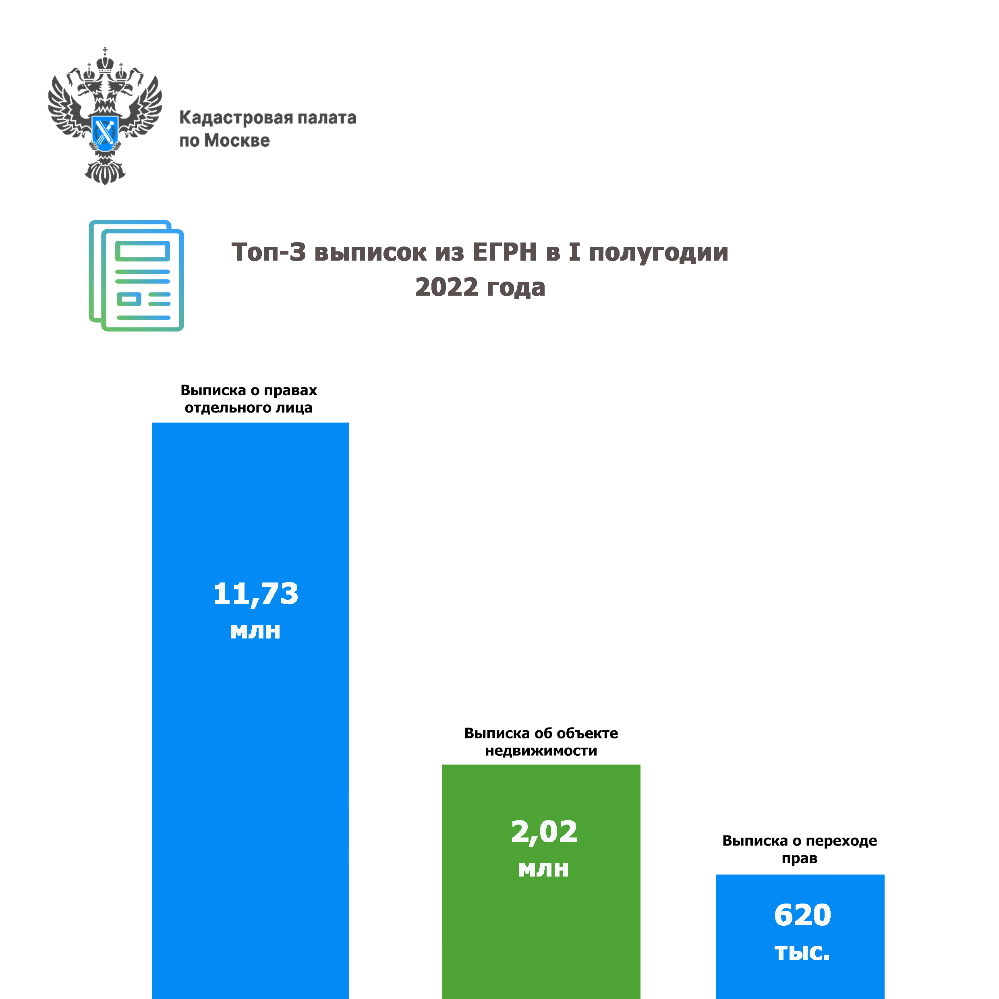 Кадастровая палата
по Москве
Топ-3 выписок из ЕГРН в I полугодии
2022 года
Выписка о правах
отдельного лица
11,73
млн
Выписка об объекте
недвижимости
2,02
млн
Выписка о переходе
прав
620
тыс.